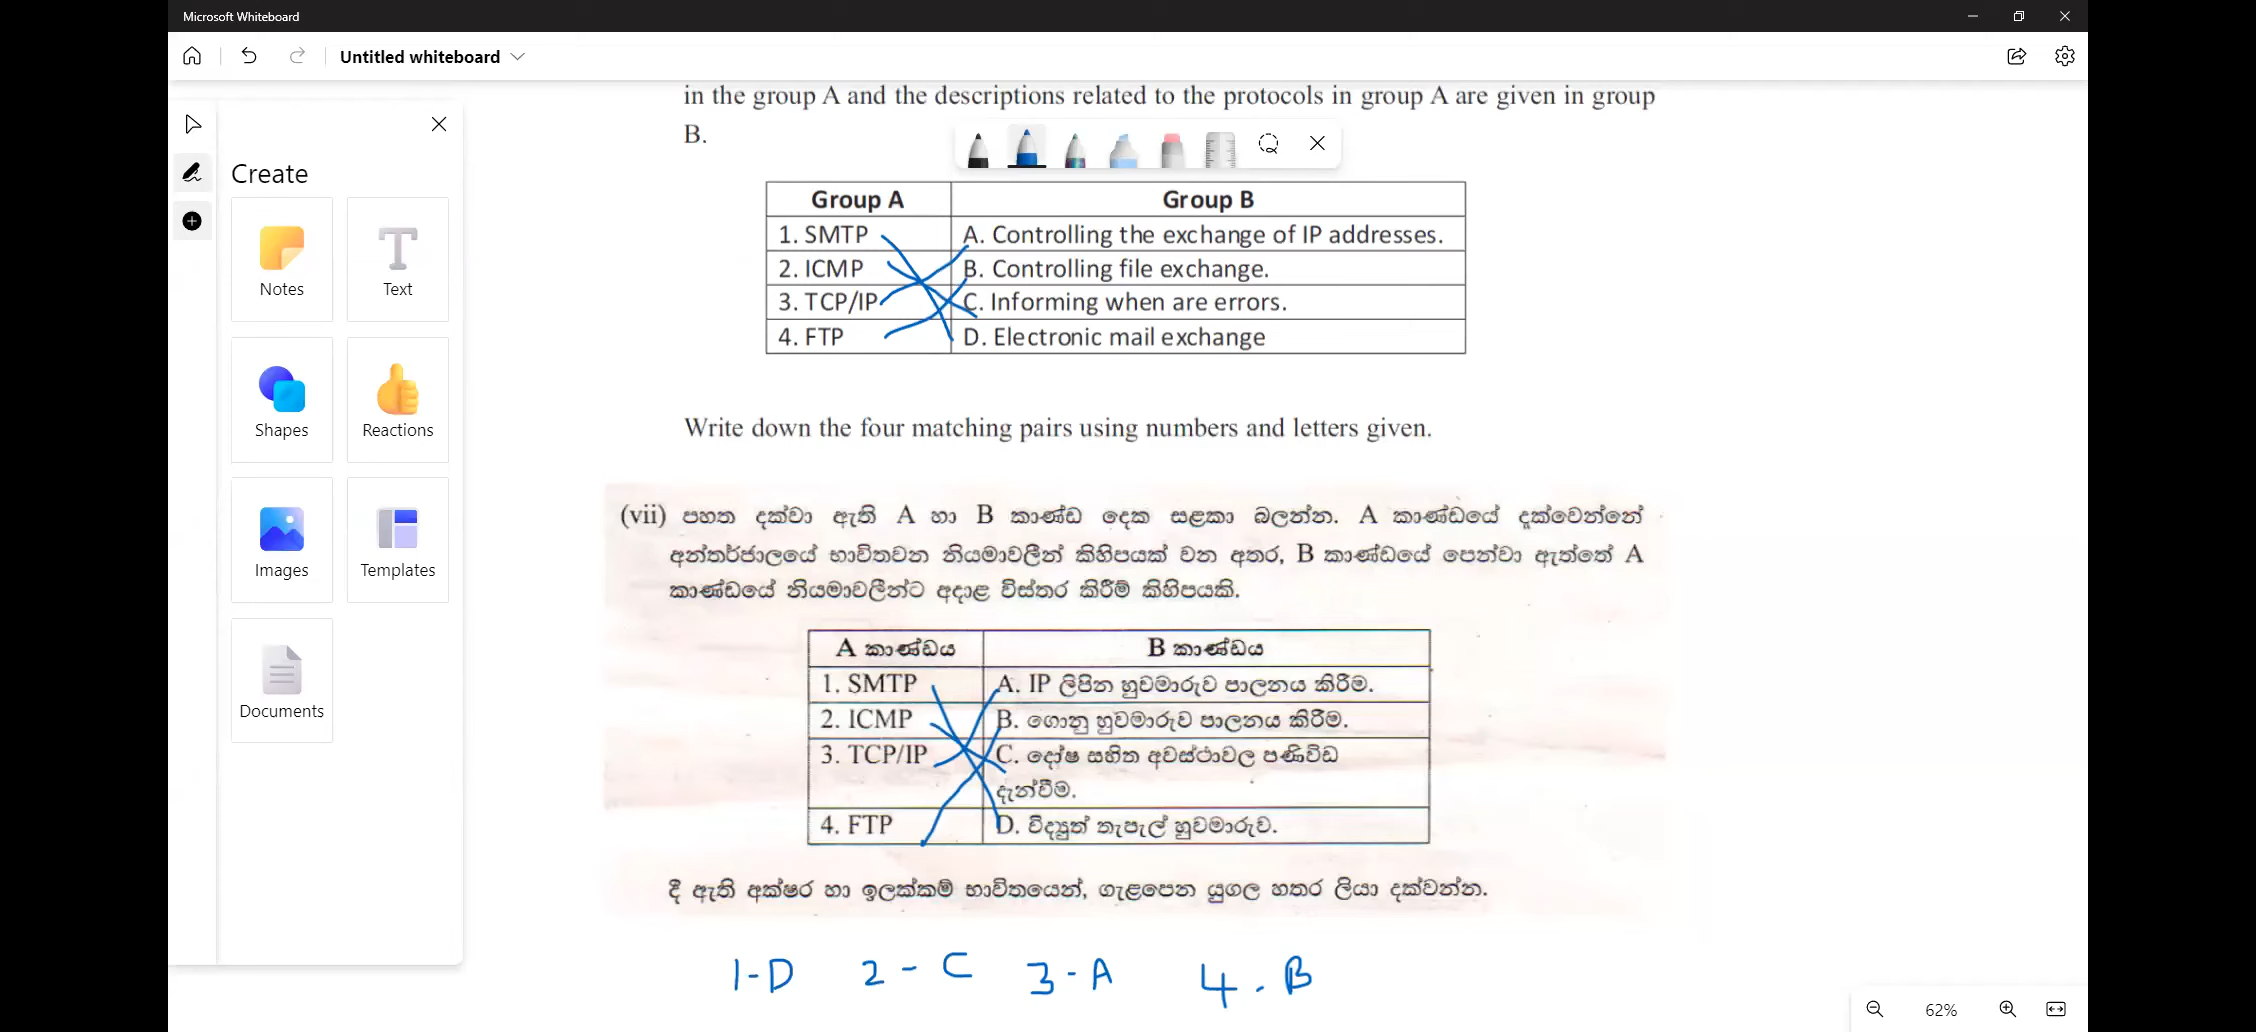 Microsoft Whiteboard
Untitled whiteboard
Create
Notes
Text
Shapes
Reactions
Images
Templates
Documents
in the group A and the descriptions related to the protocols in group A are given in group
B.
Group A Group B
1. SMTP A. Controlling the exchange of IP addresses.
2. ICMP B. Controlling file exchange.
3. TCP/IP C. Informing when are errors.
4. FTP D. Electronic mail exchange
Write down the four matching pairs using numbers and letters given.
(vii) පහත දක්වා ඇති A හා B කාණ්ඩ දෙක සළකා බලන්න. A කාණ්ඩයේ දැක්වෙන්නේ
අන්තර්ජාලයේ භාවිතවන නියමාවලීන් කිහිපයක් වන අතර, B කාණ්ඩයේ පෙන්වා ඇත්තේ A
කාණ්ඩයේ නියමාවලීන්ට අදාළ විස්තර කිරීම් කිහිපයකි.
A කාණ්ඩය B කාණ්ඩය
1. SMTP A. IP ලිපින හුවමාරුව පාලනය කිරීම.
2. ICMP B. ගොනු හුවමාරුව පාලනය කිරීම.
3. TCP/IP C. දෝෂ සහිත අවස්ථාවල පණිවිඩ
දැන්වීම.
4. FTP D. විද්‍යුත් තැපැල් හුවමාරුව.
දී ඇති අක්ෂර හා ඉලක්කම් භාවිතයෙන්, ගැළපෙන යුගල හතර ලියා දක්වන්න.
1-D 2-C 3-A 4-B
62%